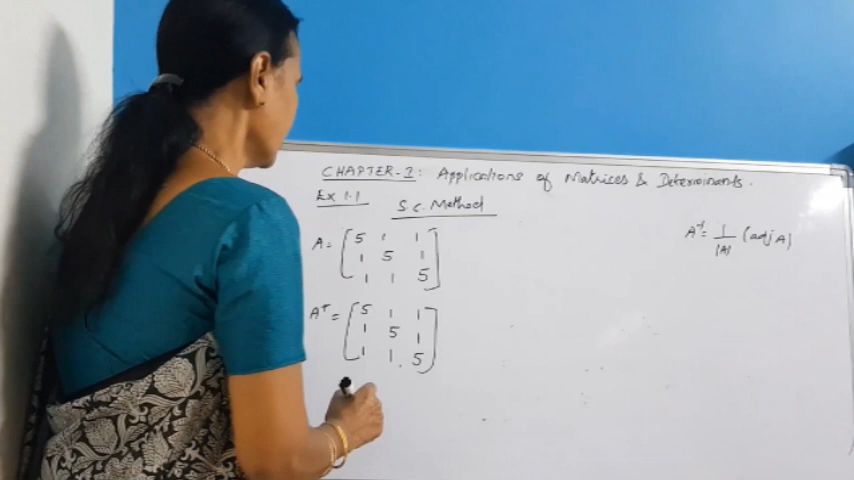 CHAPTER-I: Applications of Matrices & Determinants.
Ex 1.1
S.C. Method
A = [5 1 1
1 5 1
1 1 5]
A⁻¹ = 1/|A| (adj A)
Aᵀ = [5 1 1
1 5 1
1 1 5]